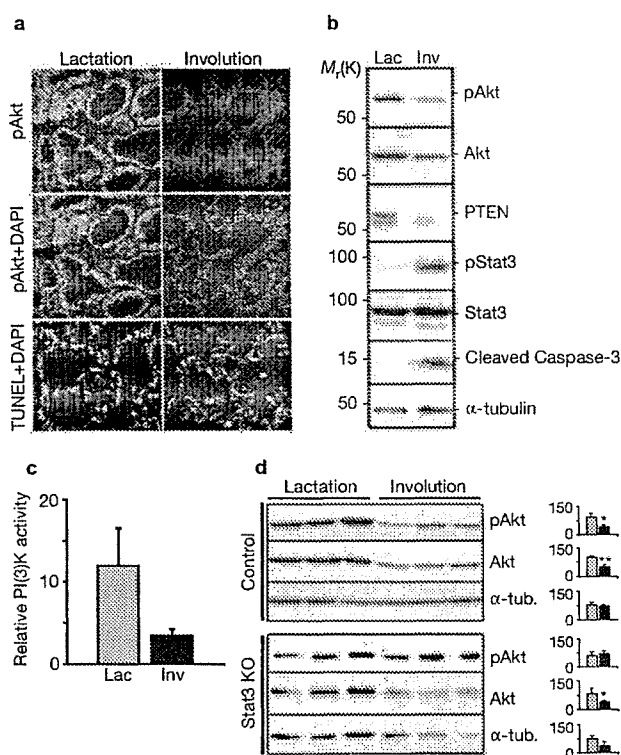 a
Lactation Involution
pAkt
pAkt+DAPI
TUNEL+DAPI
b
Lac Inv
Mr(K)
50
pAkt
50
Akt
50
PTEN
100
pStat3
100
Stat3
15
Cleaved Caspase-3
50
α-tubulin
c
Relative PI(3)K activity
20
15
10
5
0
Lac Inv
d
Lactation Involution
Control
pAkt
150
0
*
Akt
150
0
**
α-tub.
150
0
Stat3 KO
pAkt
150
0
Akt
150
0
*
α-tub.
150
0